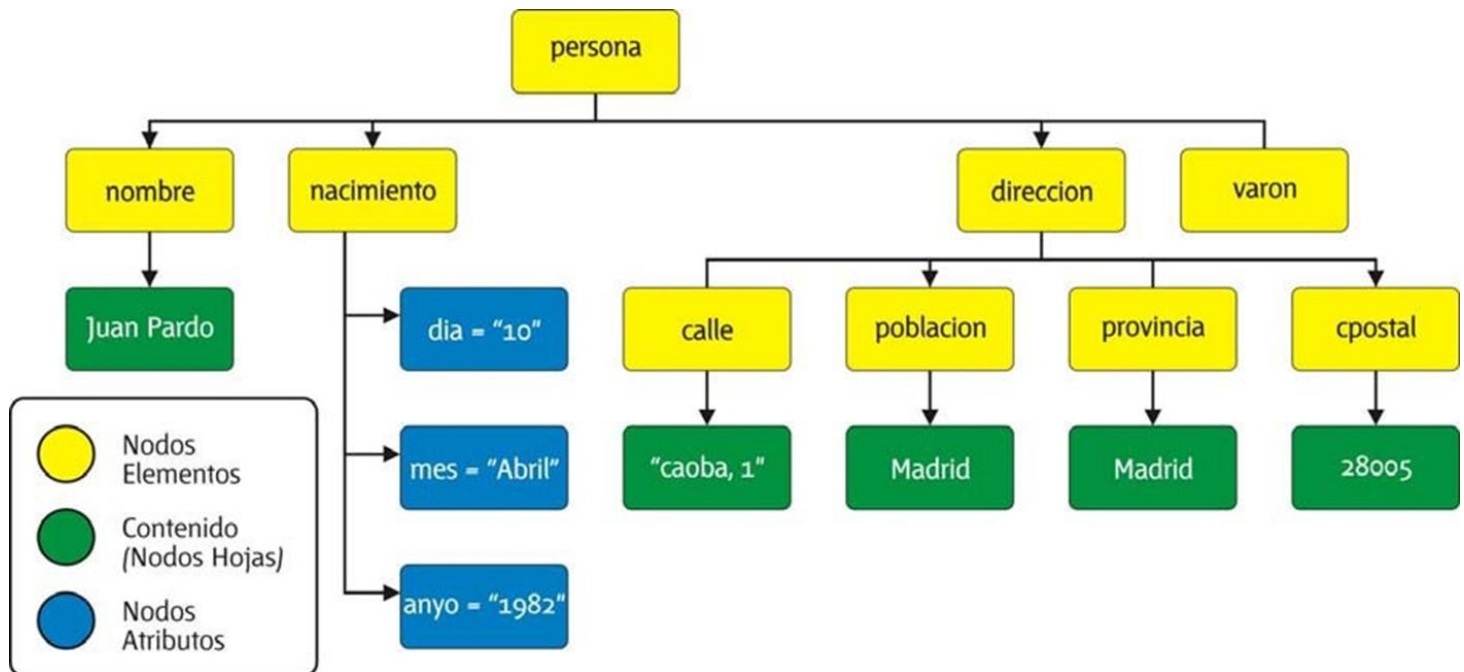 persona
nombre
nacimiento
direccion
varon
Juan Pardo
dia = "10"
calle
poblacion
provincia
cpostal
mes = "Abril"
"caoba, 1"
Madrid
Madrid
28005
anyo = "1982"
Nodos
Elementos
Contenido
(Nodos Hojas)
Nodos
Atributos